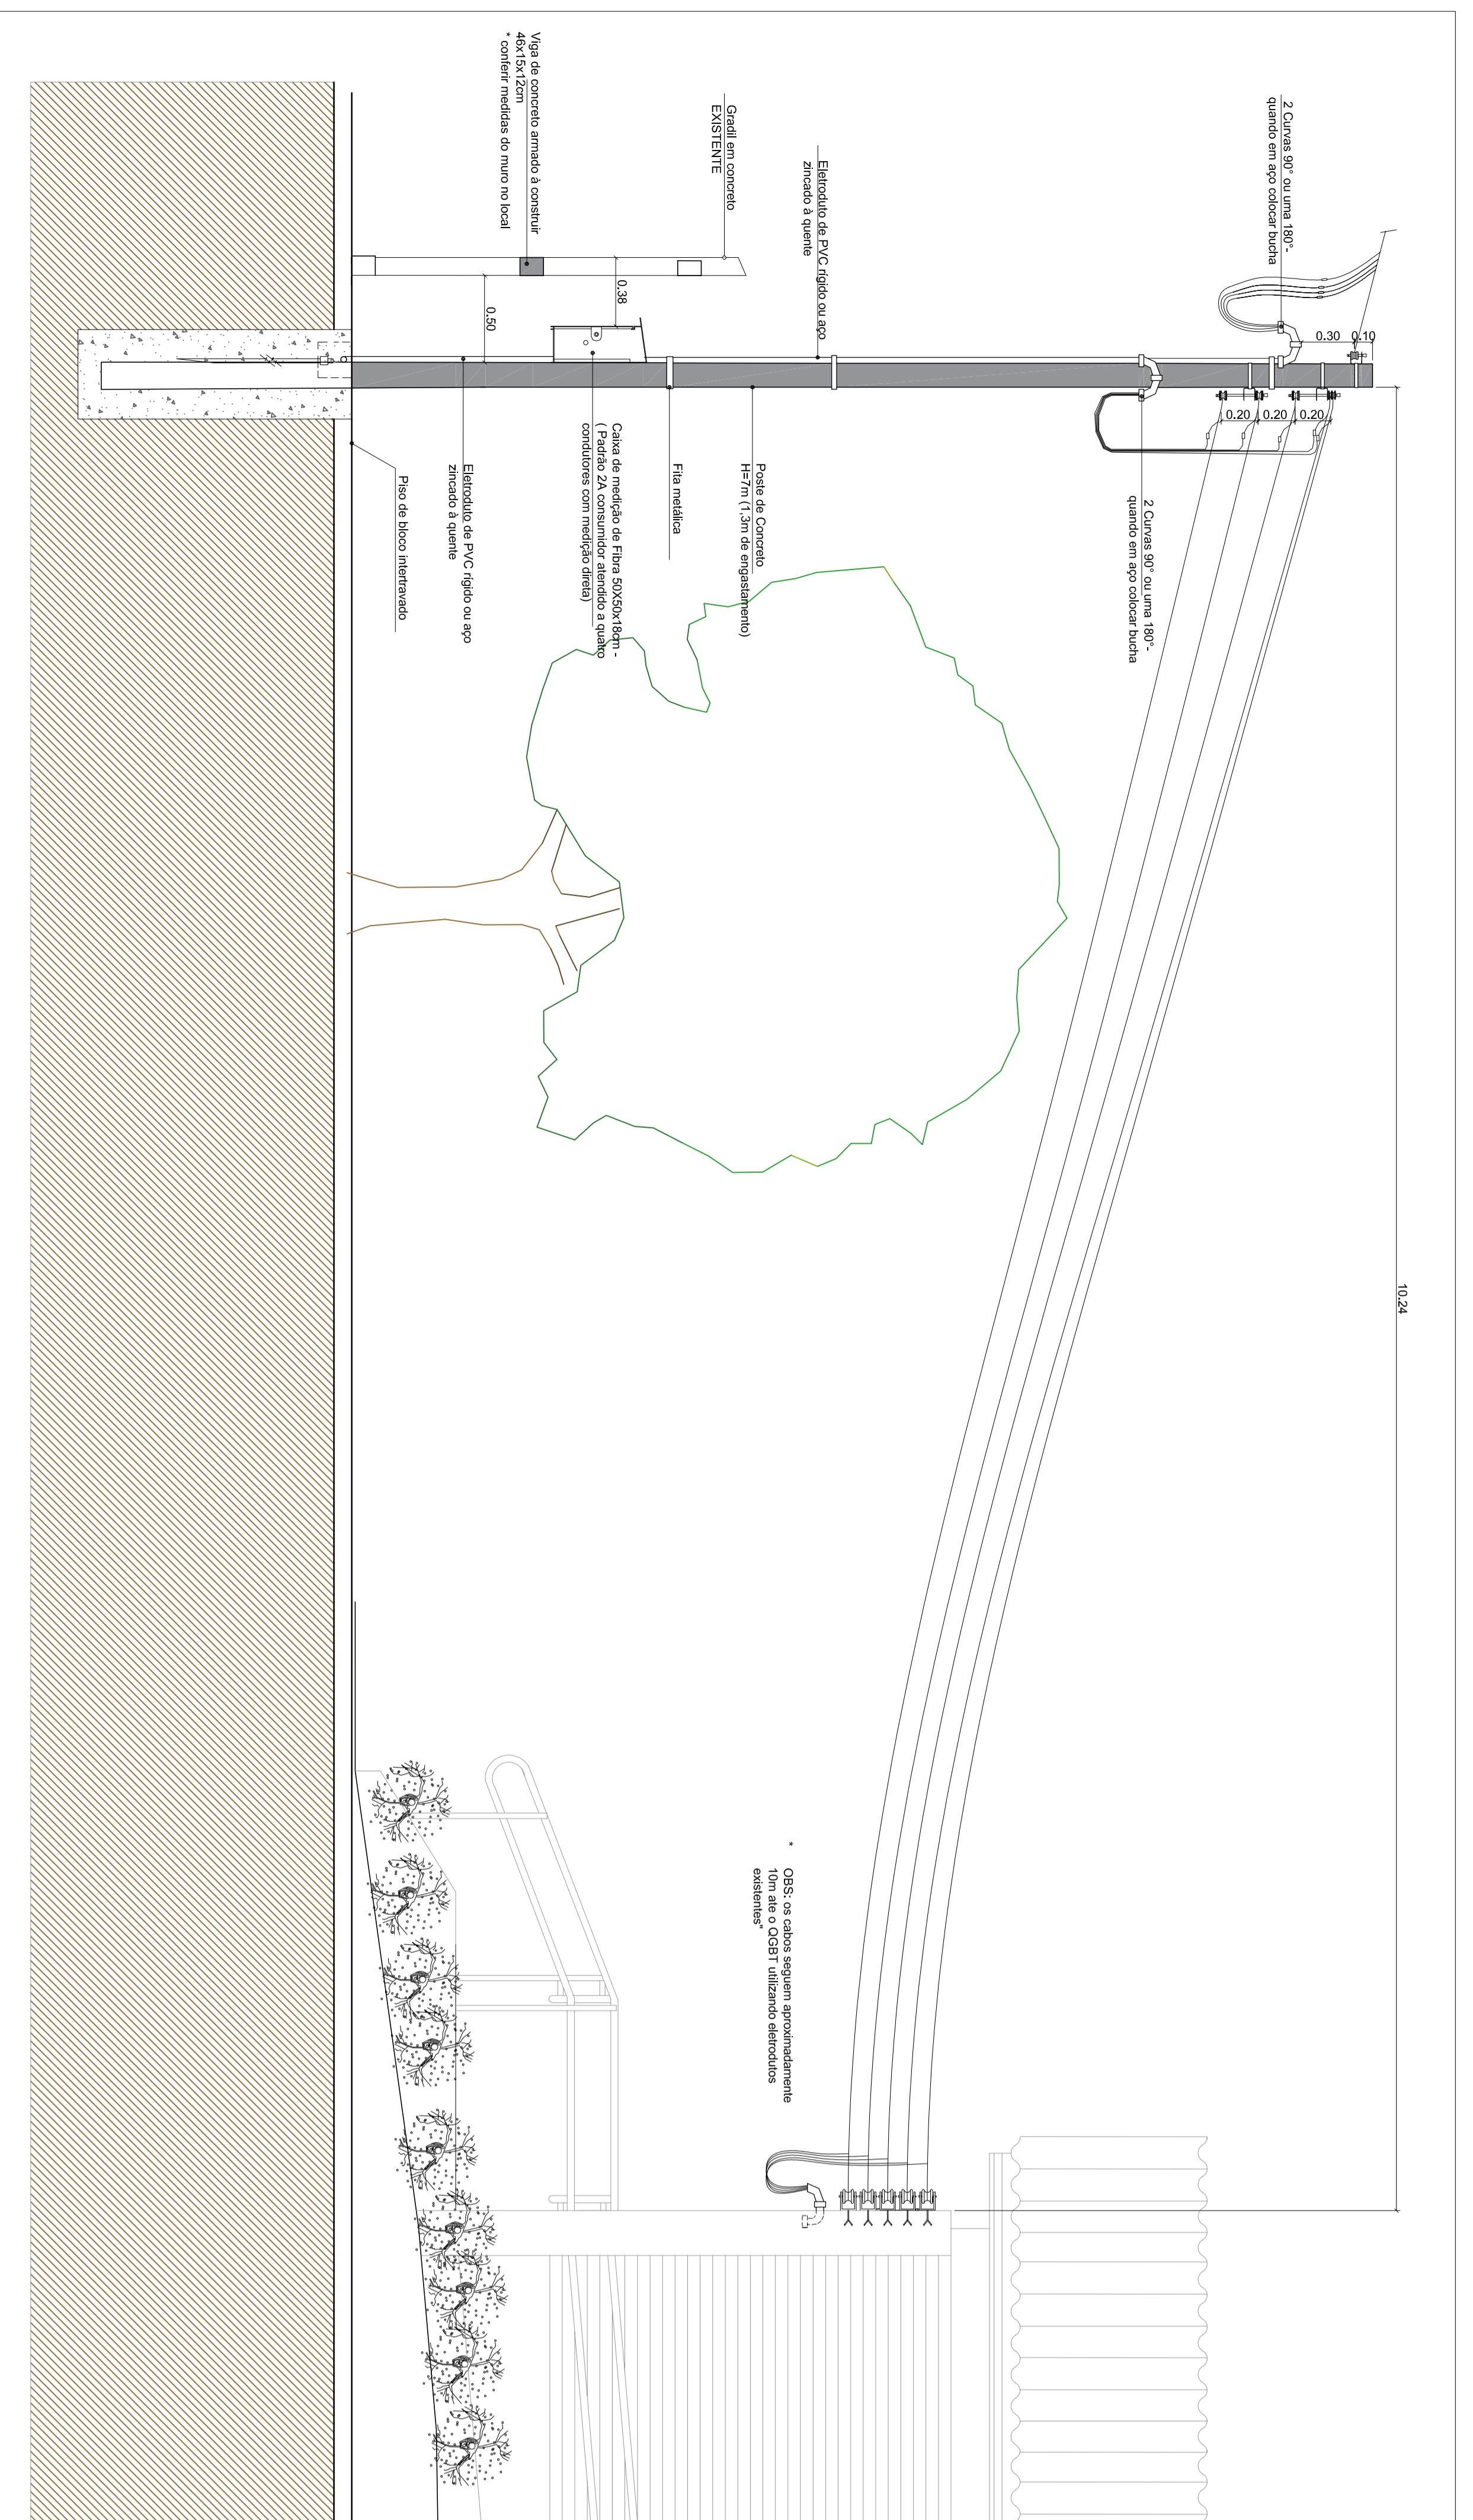 2 Curvas 90° ou uma 180°-
quando em aço colocar bucha
0.10
0.30
10.24
0.20
0.20
0.20
2 Curvas 90° ou uma 180°-
quando em aço colocar bucha
Eletroduto de PVC rígido ou aço
zincado à quente
Gradil em concreto
EXISTENTE
Poste de Concreto
H=7m (1,3m de engastamento)
Fita metálica
0.38
Caixa de medição de Fibra 50X50x18cm -
( Padrão 2A consumidor atendido a quatro
condutores com medição direta)
Viga de concreto armado à construir
46x15x12cm
* conferir medidas do muro no local
0.50
Eletroduto de PVC rígido ou aço
zincado à quente
Piso de bloco intertravado
* OBS: os cabos seguem aproximadamente
10m ate o QGBT utilizando eletrodutos
existentes"